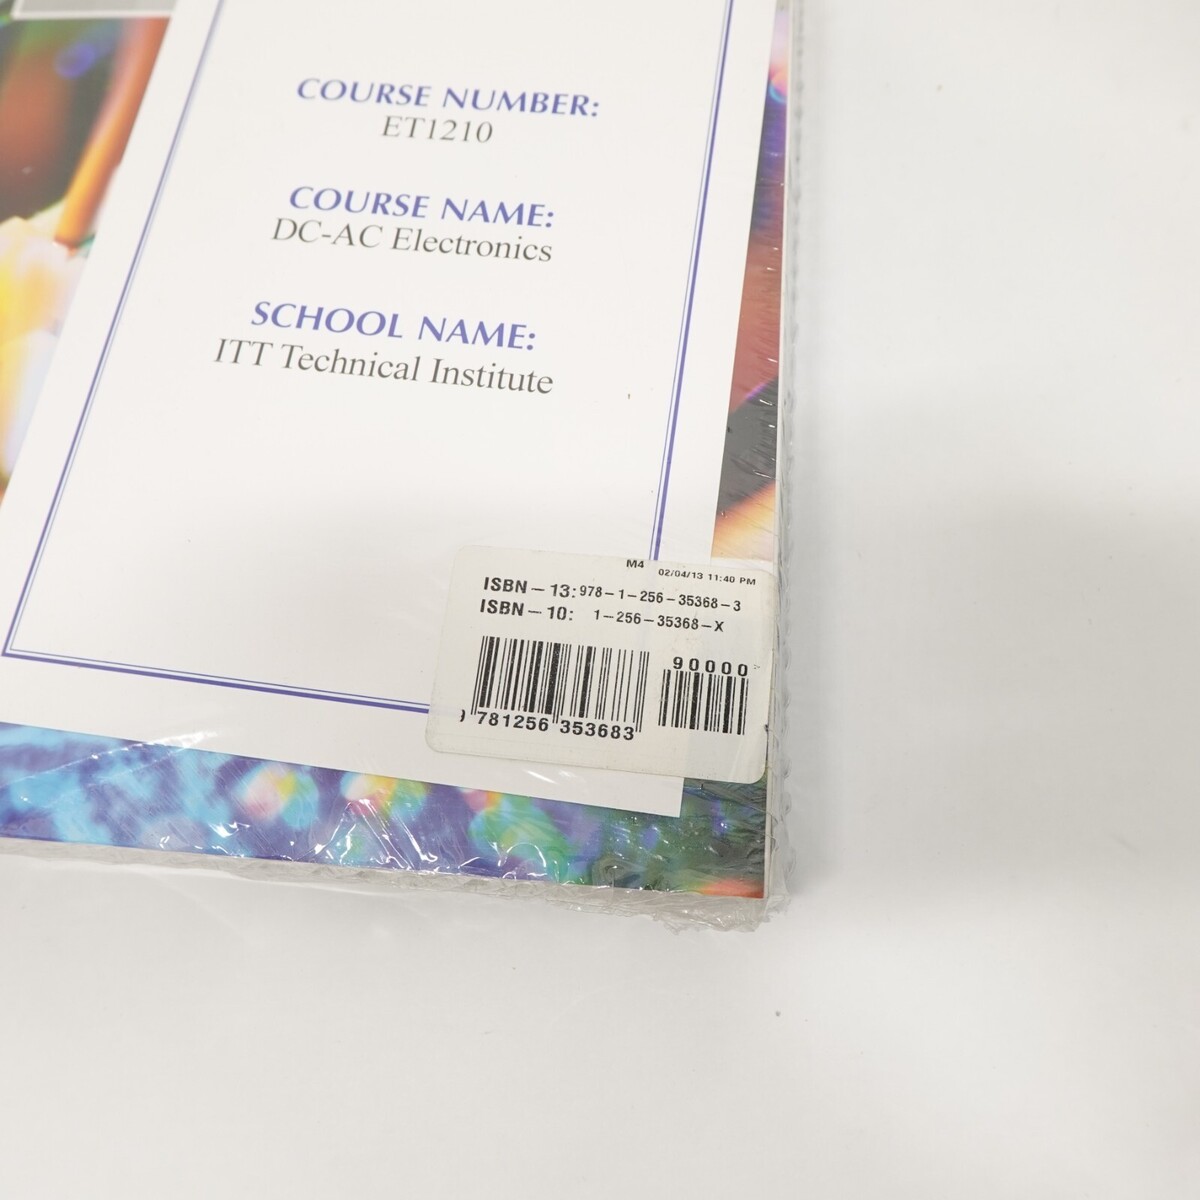 COURSE NUMBER:
ET1210
COURSE NAME:
DC-AC Electronics
SCHOOL NAME:
ITT Technical Institute
M4 02/04/13 11:40 PM
ISBN-13: 978-1-256-35368-3
ISBN-10: 1-256-35368-X
90000
9 781256 353683